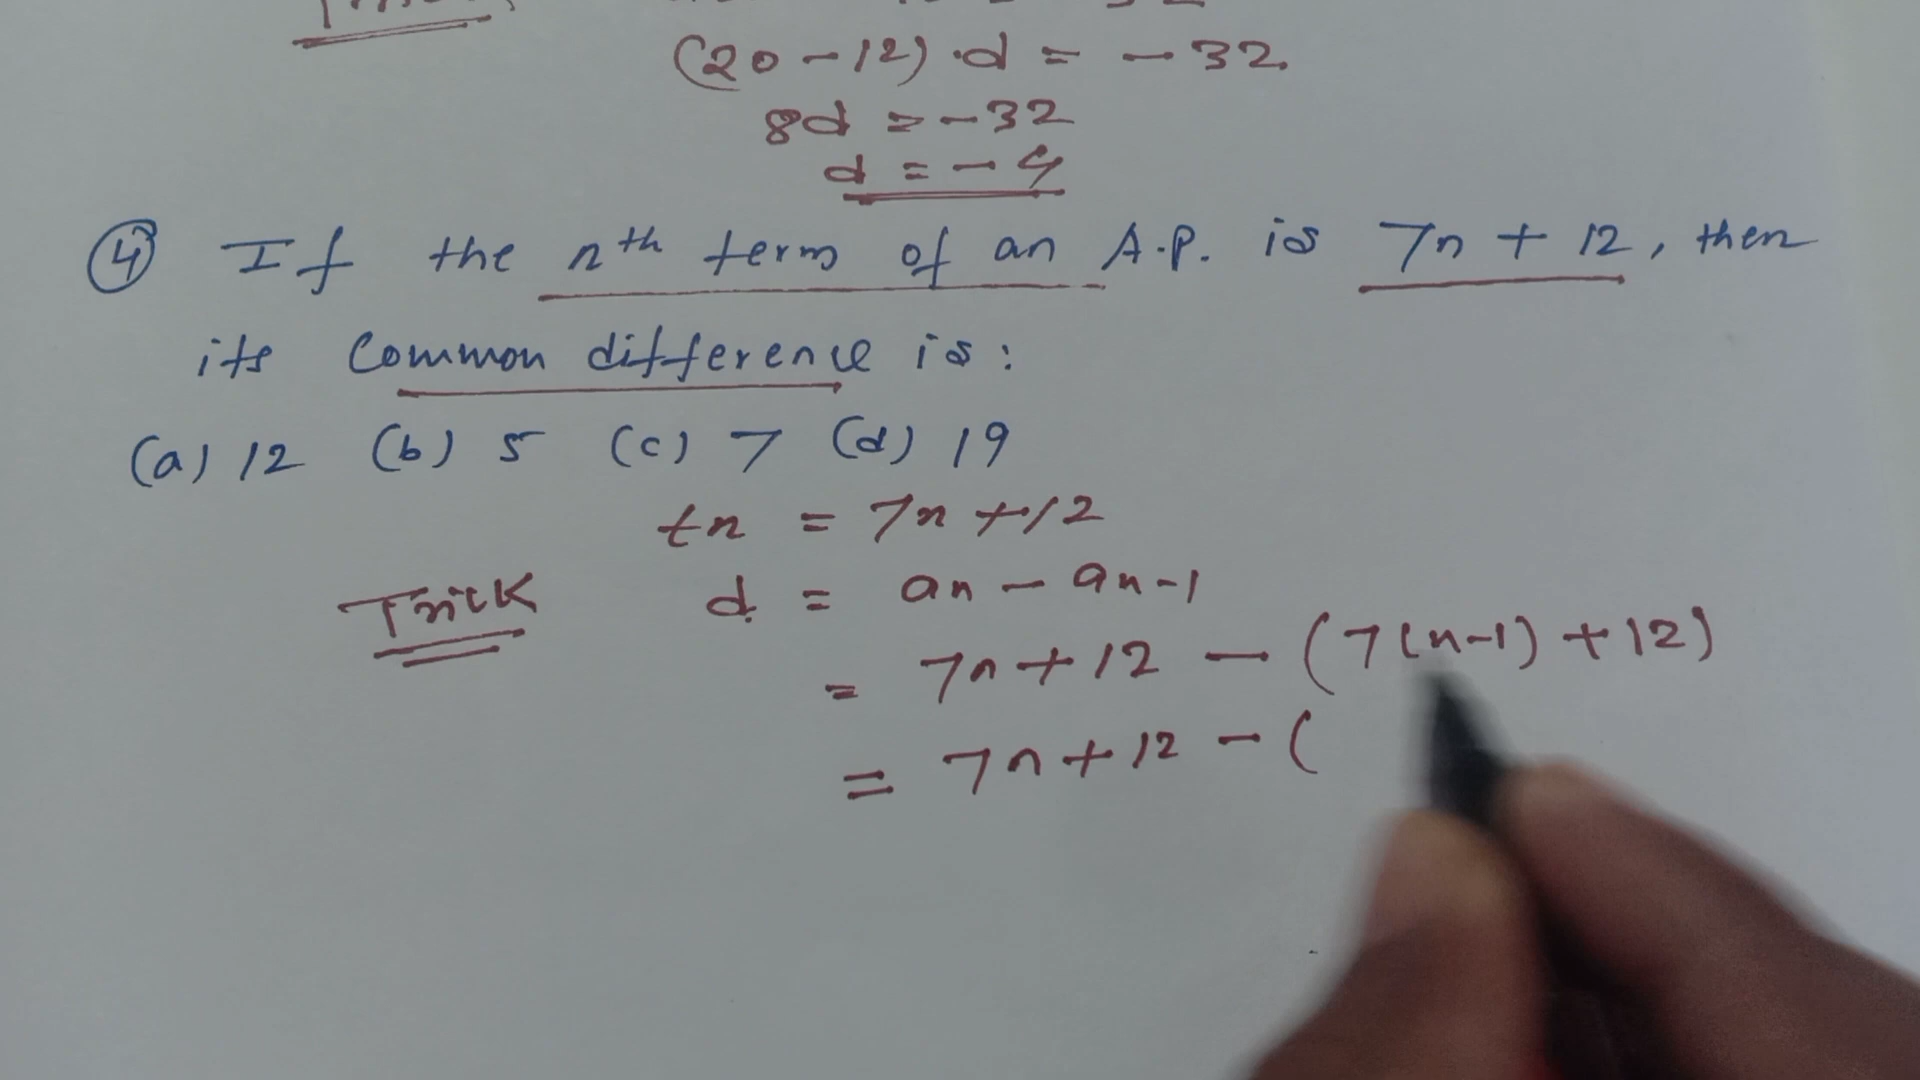 (20-12)·d = -32
8d = -32
d = -4
(4) If the nth term of an A.P. is 7n + 12, then
its common difference is:
(a) 12 (b) 5 (c) 7 (d) 19
tn = 7n+12
Trick
d = an - an-1
= 7n+12 - (7(n-1)+12)
= 7n+12 - (